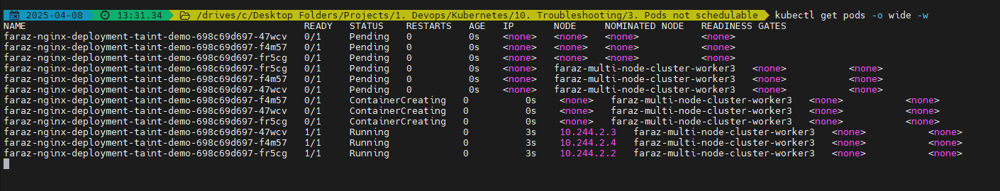 2025-04-08 13:31.34 /drives/c/Desktop Folders/Projects/1. Devops/Kubernetes/10. Troubleshooting/3. Pods not schedulable kubectl get pods -o wide -w
NAME READY STATUS RESTARTS AGE IP NODE NOMINATED NODE READINESS GATES
faraz-nginx-deployment-taint-demo-698c69d697-47wcv 0/1 Pending 0 0s <none> <none> <none> <none>
faraz-nginx-deployment-taint-demo-698c69d697-f4m57 0/1 Pending 0 0s <none> <none> <none> <none>
faraz-nginx-deployment-taint-demo-698c69d697-fr5cg 0/1 Pending 0 0s <none> <none> <none> <none>
faraz-nginx-deployment-taint-demo-698c69d697-fr5cg 0/1 Pending 0 0s <none> faraz-multi-node-cluster-worker3 <none> <none>
faraz-nginx-deployment-taint-demo-698c69d697-f4m57 0/1 Pending 0 0s <none> faraz-multi-node-cluster-worker3 <none> <none>
faraz-nginx-deployment-taint-demo-698c69d697-47wcv 0/1 Pending 0 0s <none> faraz-multi-node-cluster-worker3 <none> <none>
faraz-nginx-deployment-taint-demo-698c69d697-f4m57 0/1 ContainerCreating 0 0s <none> faraz-multi-node-cluster-worker3 <none> <none>
faraz-nginx-deployment-taint-demo-698c69d697-47wcv 0/1 ContainerCreating 0 0s <none> faraz-multi-node-cluster-worker3 <none> <none>
faraz-nginx-deployment-taint-demo-698c69d697-fr5cg 0/1 ContainerCreating 0 0s <none> faraz-multi-node-cluster-worker3 <none> <none>
faraz-nginx-deployment-taint-demo-698c69d697-47wcv 1/1 Running 0 3s 10.244.2.3 faraz-multi-node-cluster-worker3 <none> <none>
faraz-nginx-deployment-taint-demo-698c69d697-f4m57 1/1 Running 0 3s 10.244.2.4 faraz-multi-node-cluster-worker3 <none> <none>
faraz-nginx-deployment-taint-demo-698c69d697-fr5cg 1/1 Running 0 3s 10.244.2.2 faraz-multi-node-cluster-worker3 <none> <none>